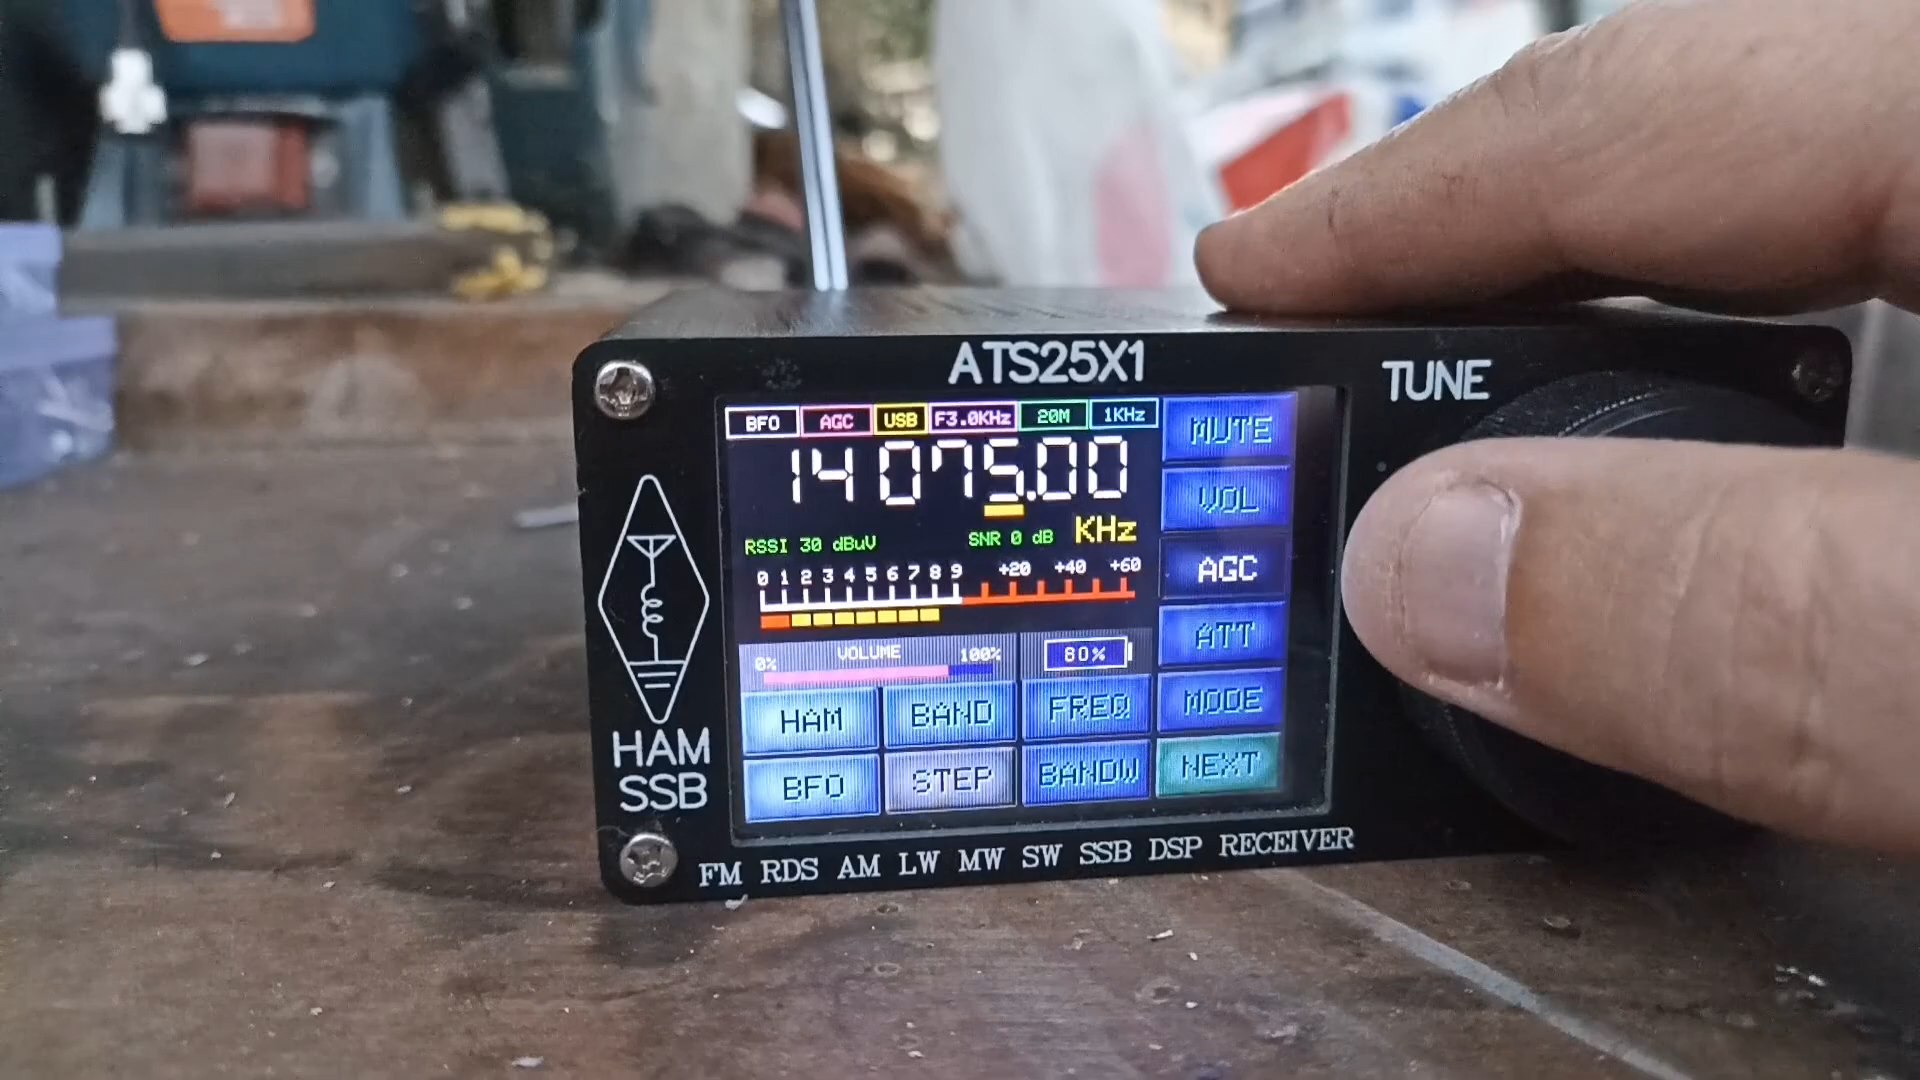 ATS25X1
TUNE
BFO AGC USB F3.0KHz 20M 1KHz
14 075.00
KHz
RSSI 30 dBuV SNR 0 dB
0 1 2 3 4 5 6 7 8 9 +20 +40 +60
VOLUME
0% 100%
80%
MUTE
VOL
AGC
ATT
MODE
HAM BAND FREQ
BFO STEP BANDW NEXT
HAM
SSB
FM RDS AM LW MW SW SSB DSP RECEIVER